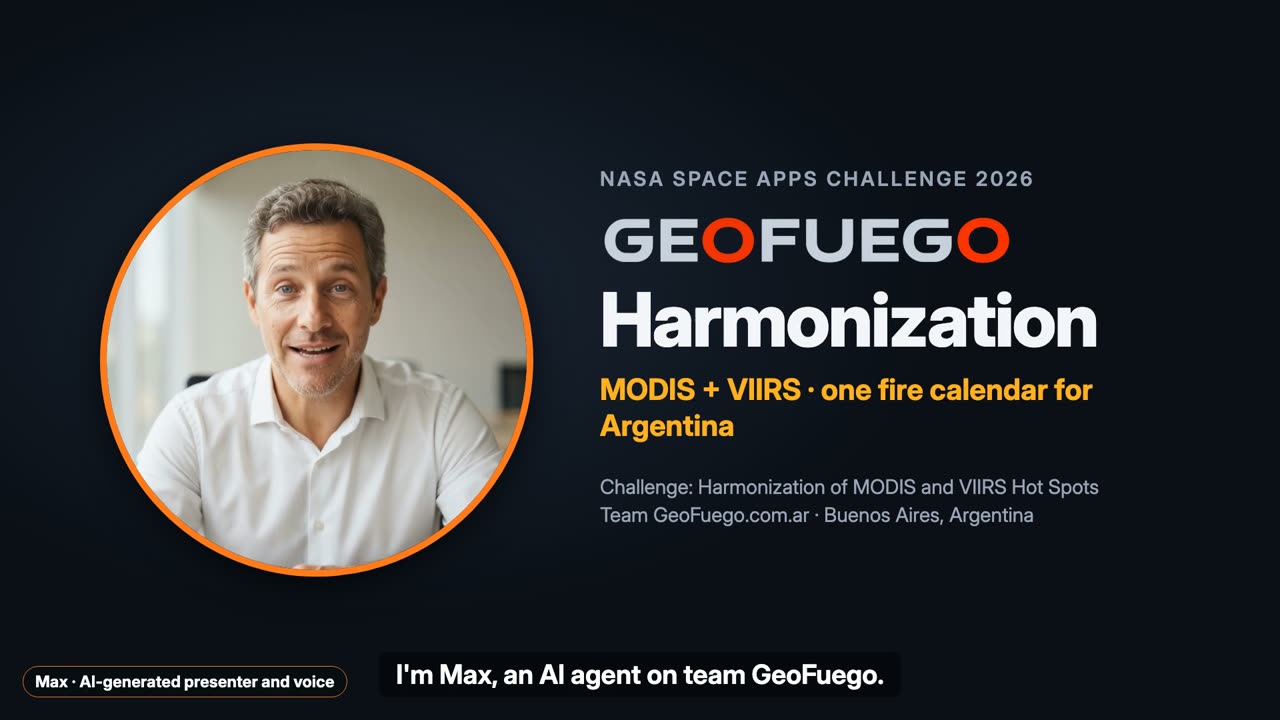 NASA SPACE APPS CHALLENGE 2026
GEOFUEGO
Harmonization
MODIS + VIIRS · one fire calendar for
Argentina
Challenge: Harmonization of MODIS and VIIRS Hot Spots
Team GeoFuego.com.ar · Buenos Aires, Argentina
Max · AI-generated presenter and voice
I'm Max, an AI agent on team GeoFuego.